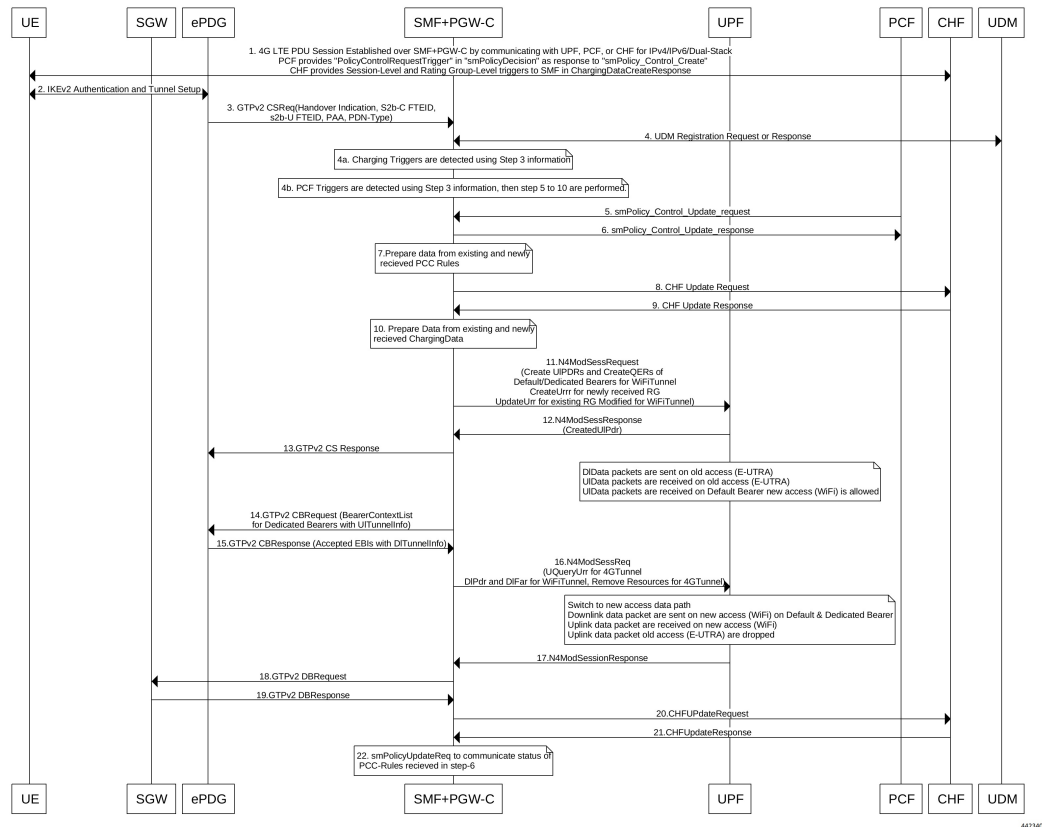 UE SGW ePDG SMF+PGW-C UPF PCF CHF UDM
1. 4G LTE PDU Session Established over SMF+PGW-C by communicating with UPF, PCF, or CHF for IPv4/IPv6/Dual-Stack
PCF provides "PolicyControlRequestTrigger" in "smPolicyDecision" as response to "smPolicy_Control_Create"
CHF provides Session-Level and Rating Group-Level triggers to SMF in ChargingDataCreateResponse
2. IKEv2 Authentication and Tunnel Setup
3. GTPv2 CSReq(Handover Indication, S2b-C FTEID,
s2b-U FTEID, PAA, PDN-Type)
4. UDM Registration Request or Response
4a. Charging Triggers are detected using Step 3 information
4b. PCF Triggers are detected using Step 3 information, then step 5 to 10 are performed.
5. smPolicy_Control_Update_request
6. smPolicy_Control_Update_response
7.Prepare data from existing and newly
recieved PCC Rules
8. CHF Update Request
9. CHF Update Response
10. Prepare Data from existing and newly
recieved ChargingData
11.N4ModSessRequest
(Create UlPDRs and CreateQERs of
Default/Dedicated Bearers for WiFiTunnel
CreateUrrr for newly received RG
UpdateUrr for existing RG Modified for WiFiTunnel)
12.N4ModSessResponse
(CreatedUlPdr)
13.GTPv2 CS Response
DlData packets are sent on old access (E-UTRA)
UlData packets are received on old access (E-UTRA)
UlData packets are received on Default Bearer new access (WiFi) is allowed
14.GTPv2 CBRequest (BearerContextList
for Dedicated Bearers with UlTunnelInfo)
15.GTPv2 CBResponse (Accepted EBIs with DlTunnelInfo)
16.N4ModSessReq
(UQueryUrr for 4GTunnel
DlPdr and DlFar for WiFiTunnel, Remove Resources for 4GTunnel)
Switch to new access data path
Downlink data packet are sent on new access (WiFi) on Default & Dedicated Bearer
Uplink data packet are received on new access (WiFi)
Uplink data packet old access (E-UTRA) are dropped
17.N4ModSessionResponse
18.GTPv2 DBRequest
19.GTPv2 DBResponse
20.CHFUPdateRequest
21.CHFUpdateResponse
22. smPolicyUpdateReq to communicate status of
PCC-Rules recieved in step-6
UE SGW ePDG SMF+PGW-C UPF PCF CHF UDM
442340